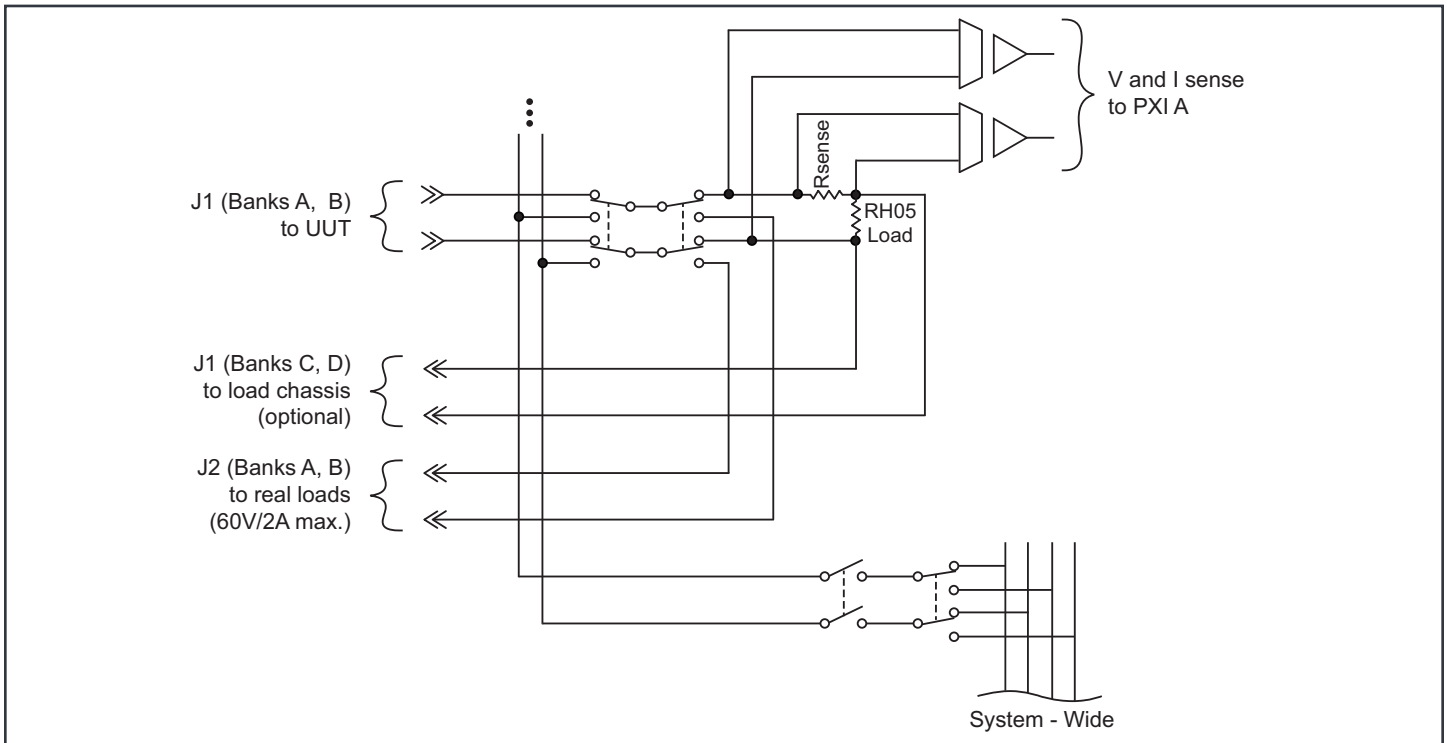 V and I sense
to PXI A
Rsense
J1 (Banks A, B)
to UUT
RH05
Load
J1 (Banks C, D)
to load chassis
(optional)
J2 (Banks A, B)
to real loads
(60V/2A max.)
System - Wide